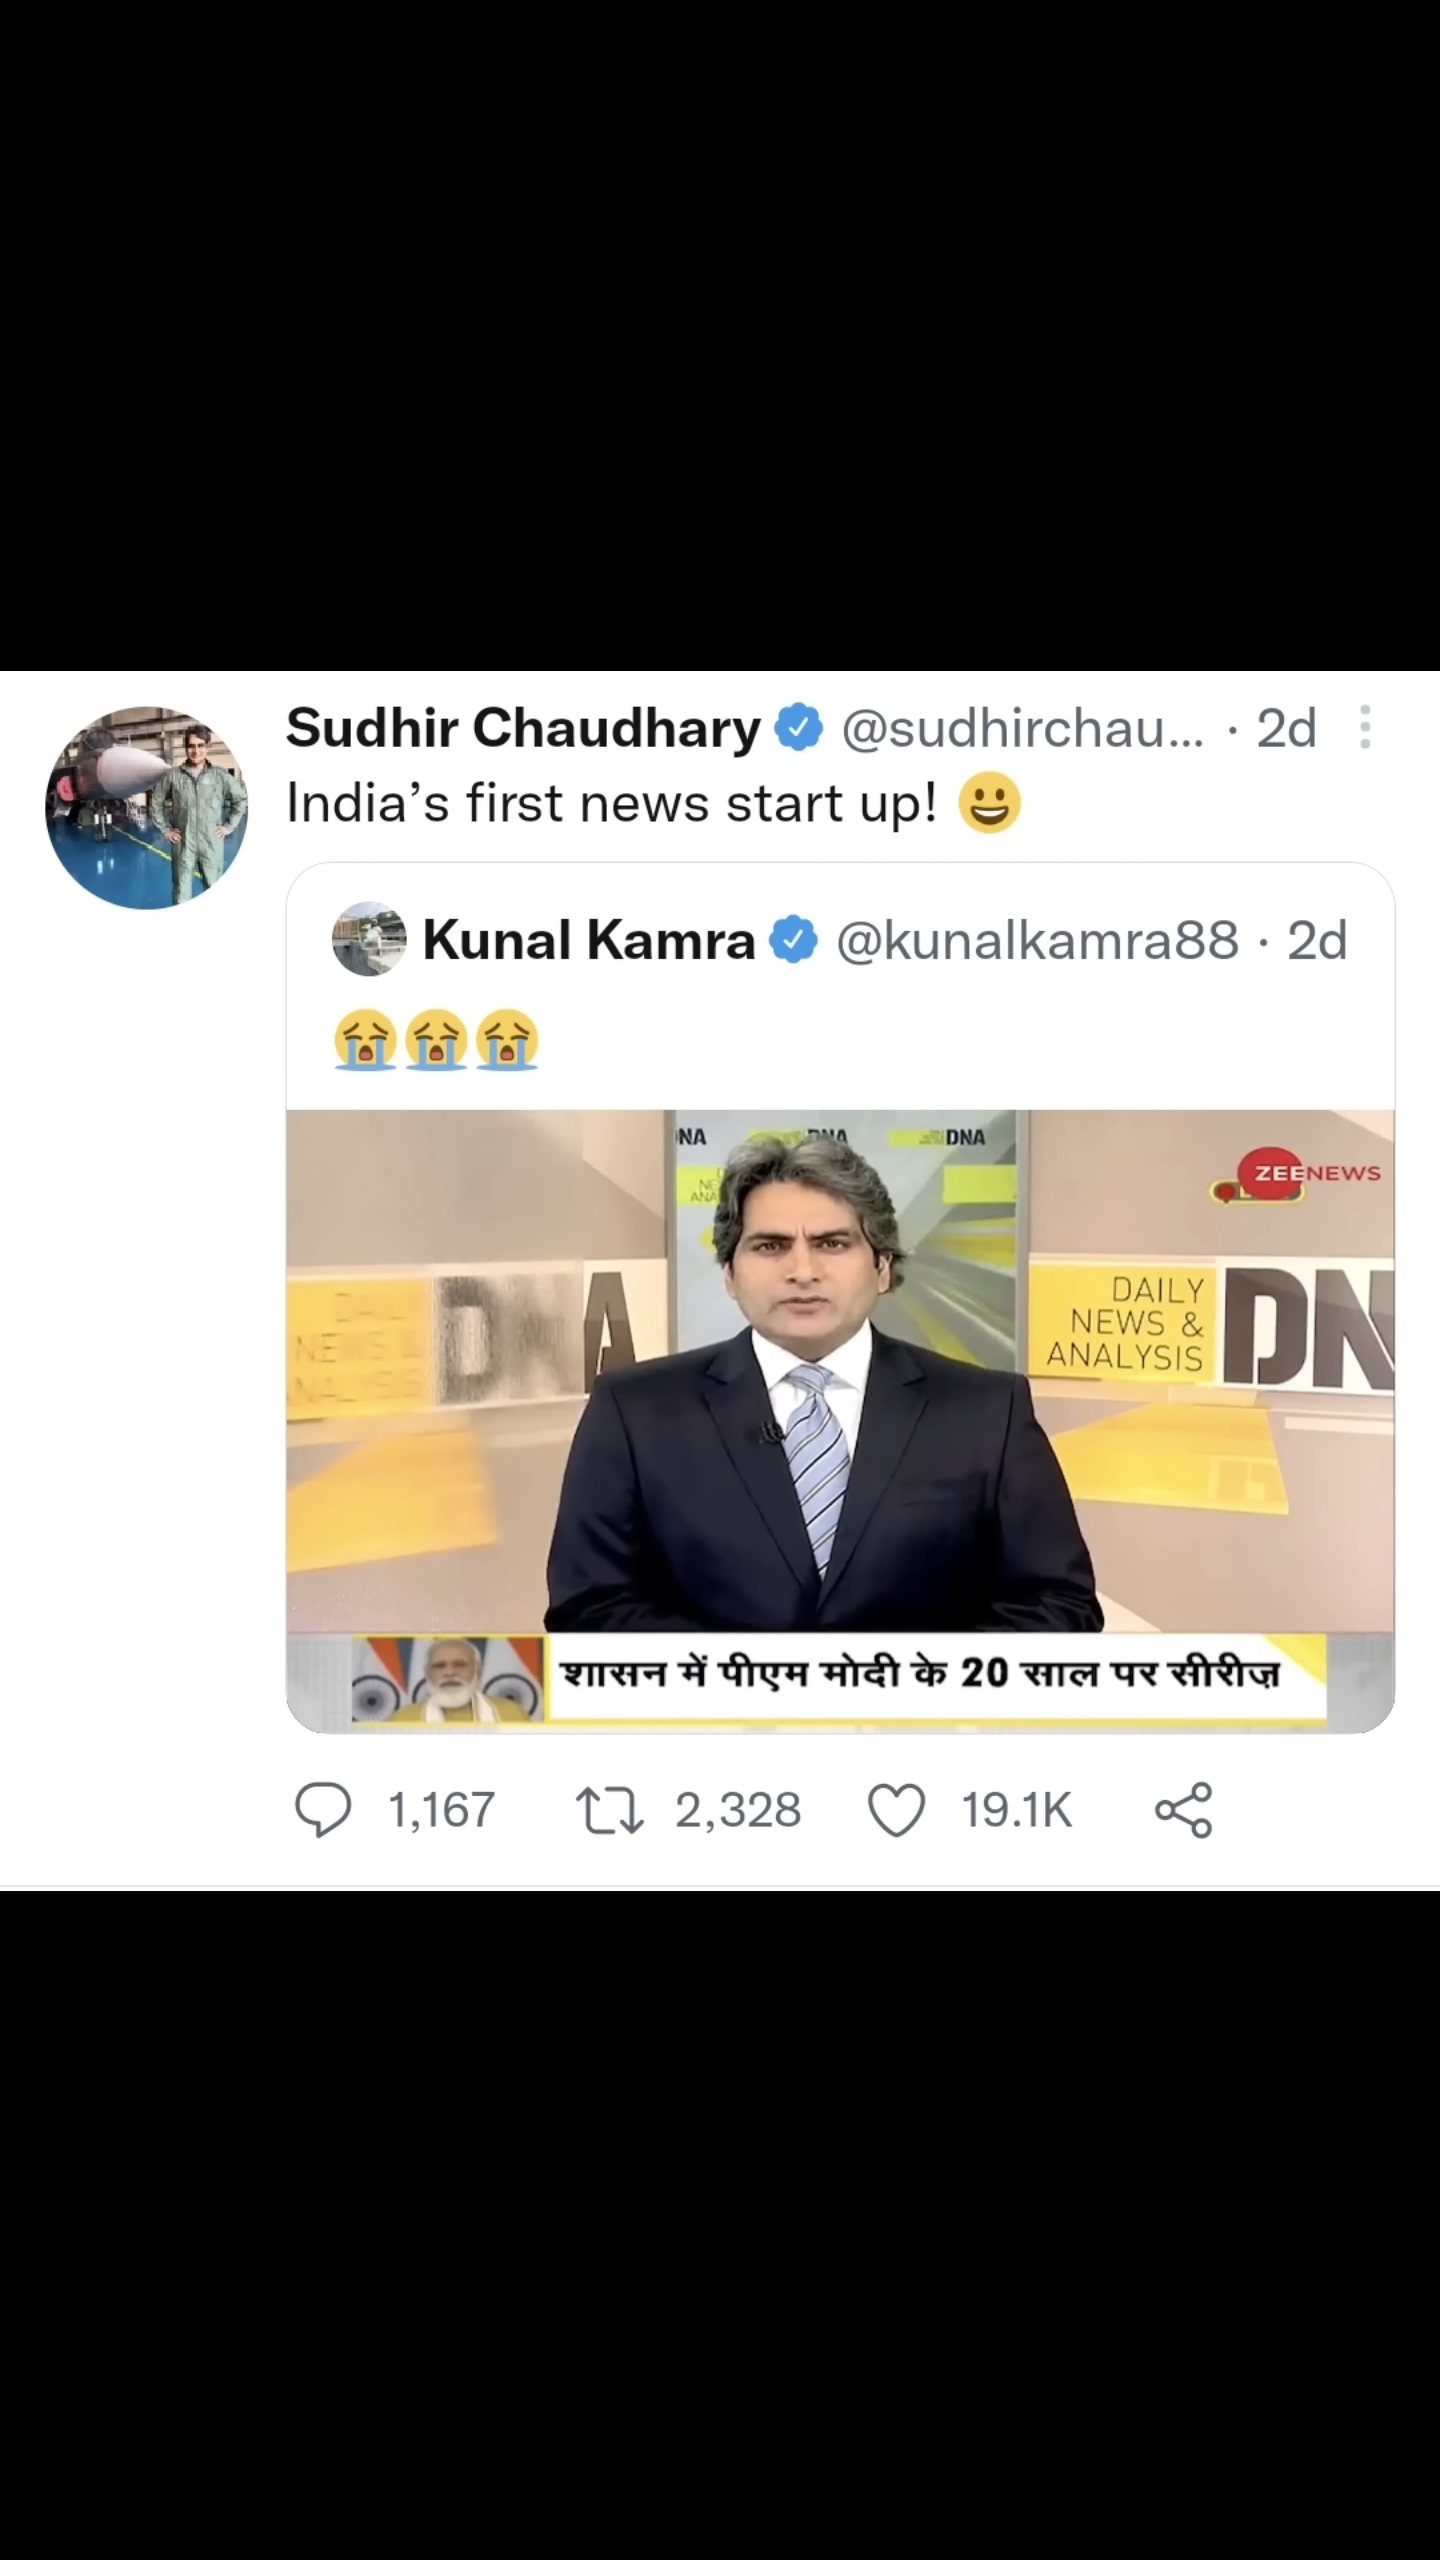 Sudhir Chaudhary @sudhirchau... · 2d
India’s first news start up! 😀
Kunal Kamra @kunalkamra88 · 2d
😭😭😭
NA DNA DNA
ZEENEWS
DAILY
NEWS &
ANALYSIS
DN
शासन में पीएम मोदी के 20 साल पर सीरीज़
1,167 2,328 19.1K